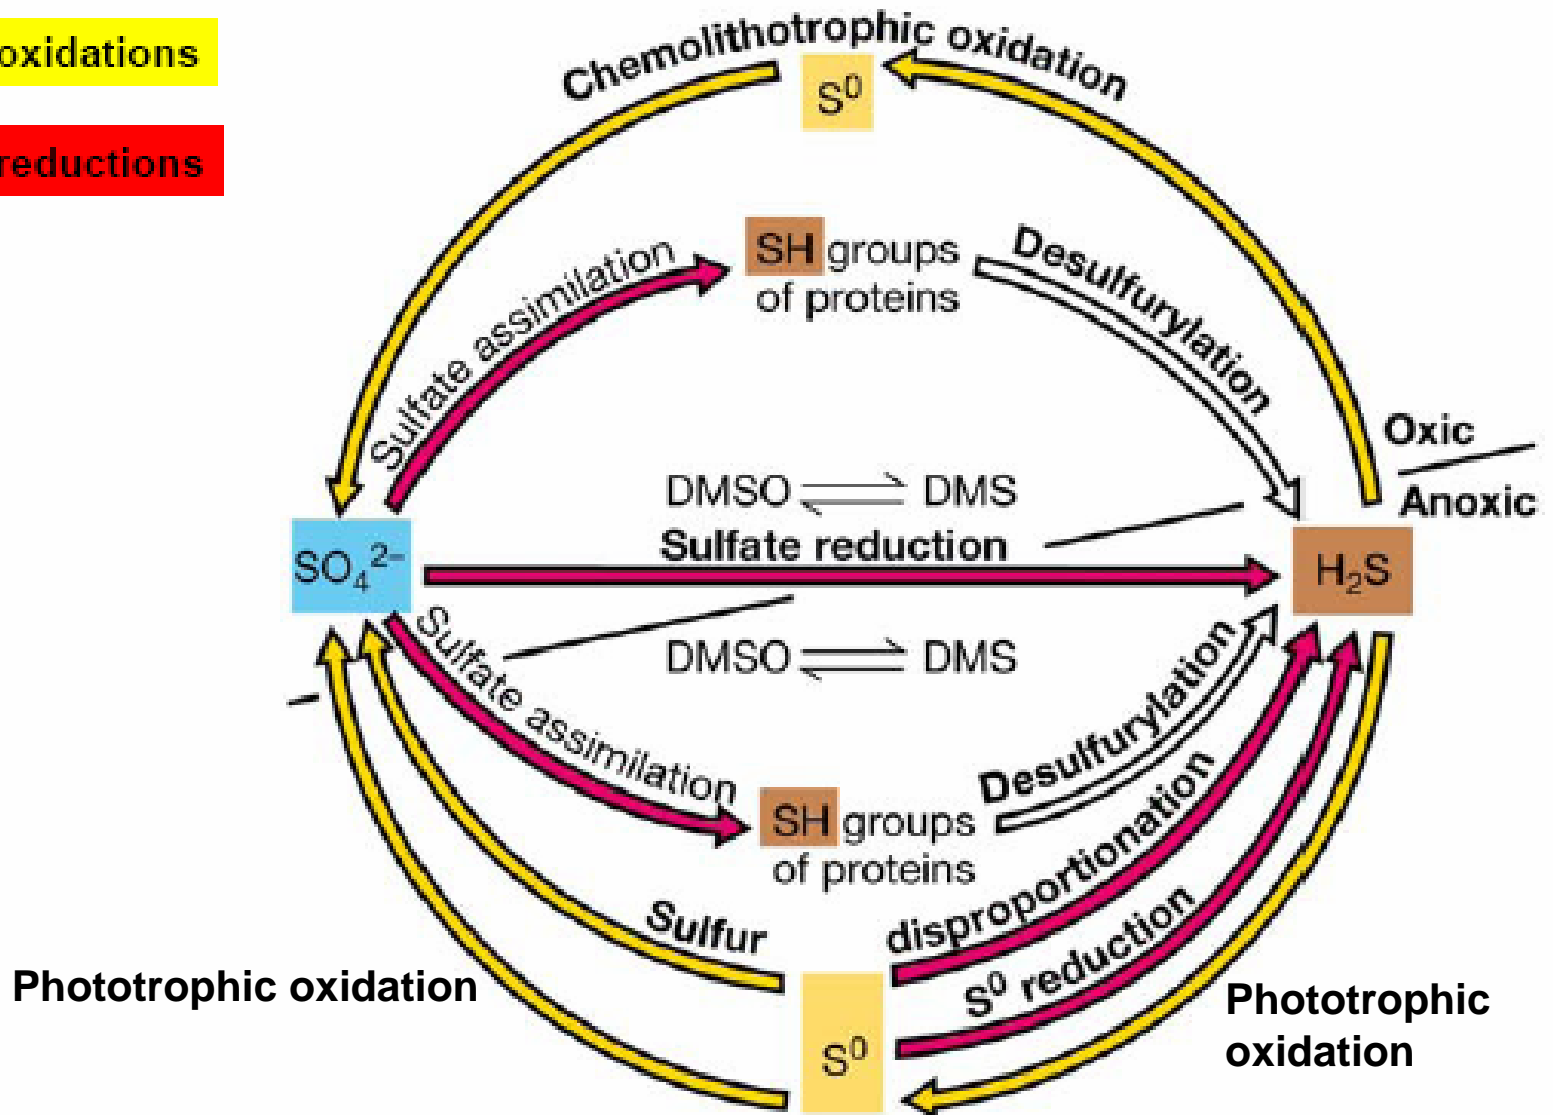 oxidations
reductions
Chemolithotrophic oxidation
S⁰
Sulfate assimilation
SH groups
of proteins
Desulfurylation
Oxic
Anoxic
DMSO ⇌ DMS
Sulfate reduction
SO₄²⁻
H₂S
DMSO ⇌ DMS
Sulfate assimilation
SH groups
of proteins
Desulfurylation
Sulfur
disproportionation
S⁰ reduction
Phototrophic oxidation
S⁰
Phototrophic
oxidation